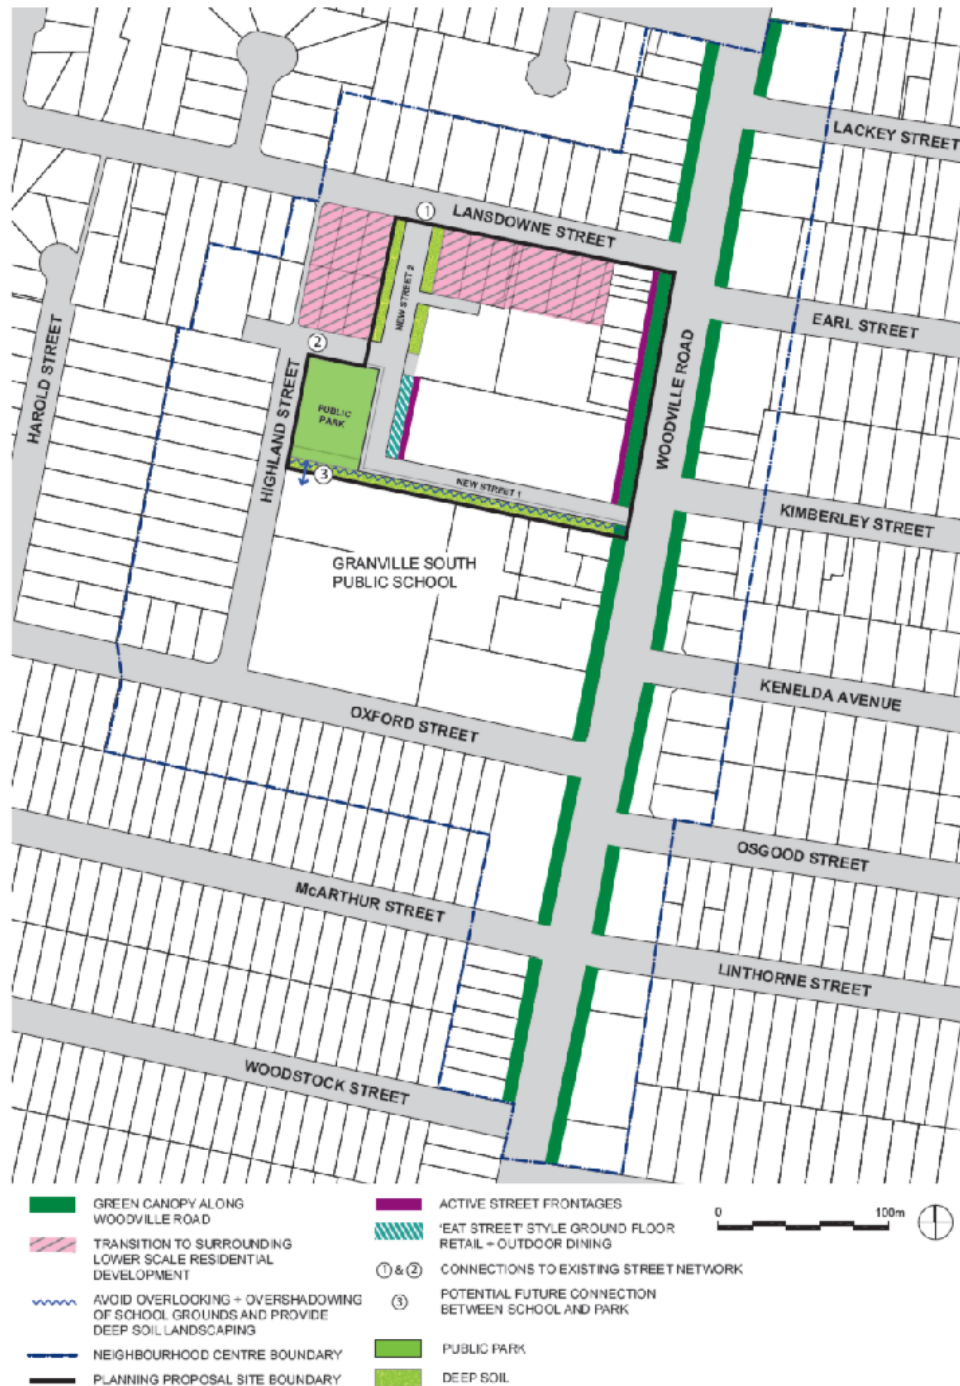 LACKEY STREET
LANSDOWNE STREET
EARL STREET
HAROLD STREET
HIGHLAND STREET
NEW STREET 2
WOODVILLE ROAD
PUBLIC
PARK
NEW STREET 1
KIMBERLEY STREET
GRANVILLE SOUTH
PUBLIC SCHOOL
KENELDA AVENUE
OXFORD STREET
OSGOOD STREET
McARTHUR STREET
LINTHORNE STREET
WOODSTOCK STREET
1
2
3
GREEN CANOPY ALONG
WOODVILLE ROAD
TRANSITION TO SURROUNDING
LOWER SCALE RESIDENTIAL
DEVELOPMENT
AVOID OVERLOOKING + OVERSHADOWING
OF SCHOOL GROUNDS AND PROVIDE
DEEP SOIL LANDSCAPING
NEIGHBOURHOOD CENTRE BOUNDARY
PLANNING PROPOSAL SITE BOUNDARY
ACTIVE STREET FRONTAGES
'EAT STREET' STYLE GROUND FLOOR
RETAIL + OUTDOOR DINING
1 & 2 CONNECTIONS TO EXISTING STREET NETWORK
3 POTENTIAL FUTURE CONNECTION
BETWEEN SCHOOL AND PARK
PUBLIC PARK
DEEP SOIL
0 100m